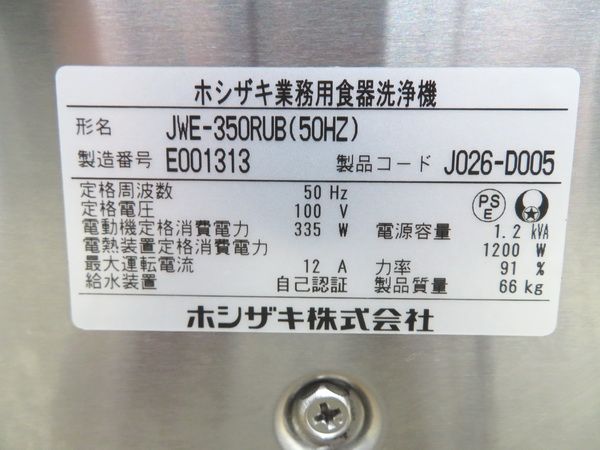 ホシザキ業務用食器洗浄機
形名 JWE-350RUB(50HZ)
製造番号 E001313 製品コード J026-D005
定格周波数 50 Hz
定格電圧 100 V
電動機定格消費電力 335 W 電源容量 1.2 kVA
電熱装置定格消費電力 1200 W
最大運転電流 12 A 力率 91 %
給水装置 自己認証 製品質量 66 kg
PS
E
ホシザキ株式会社